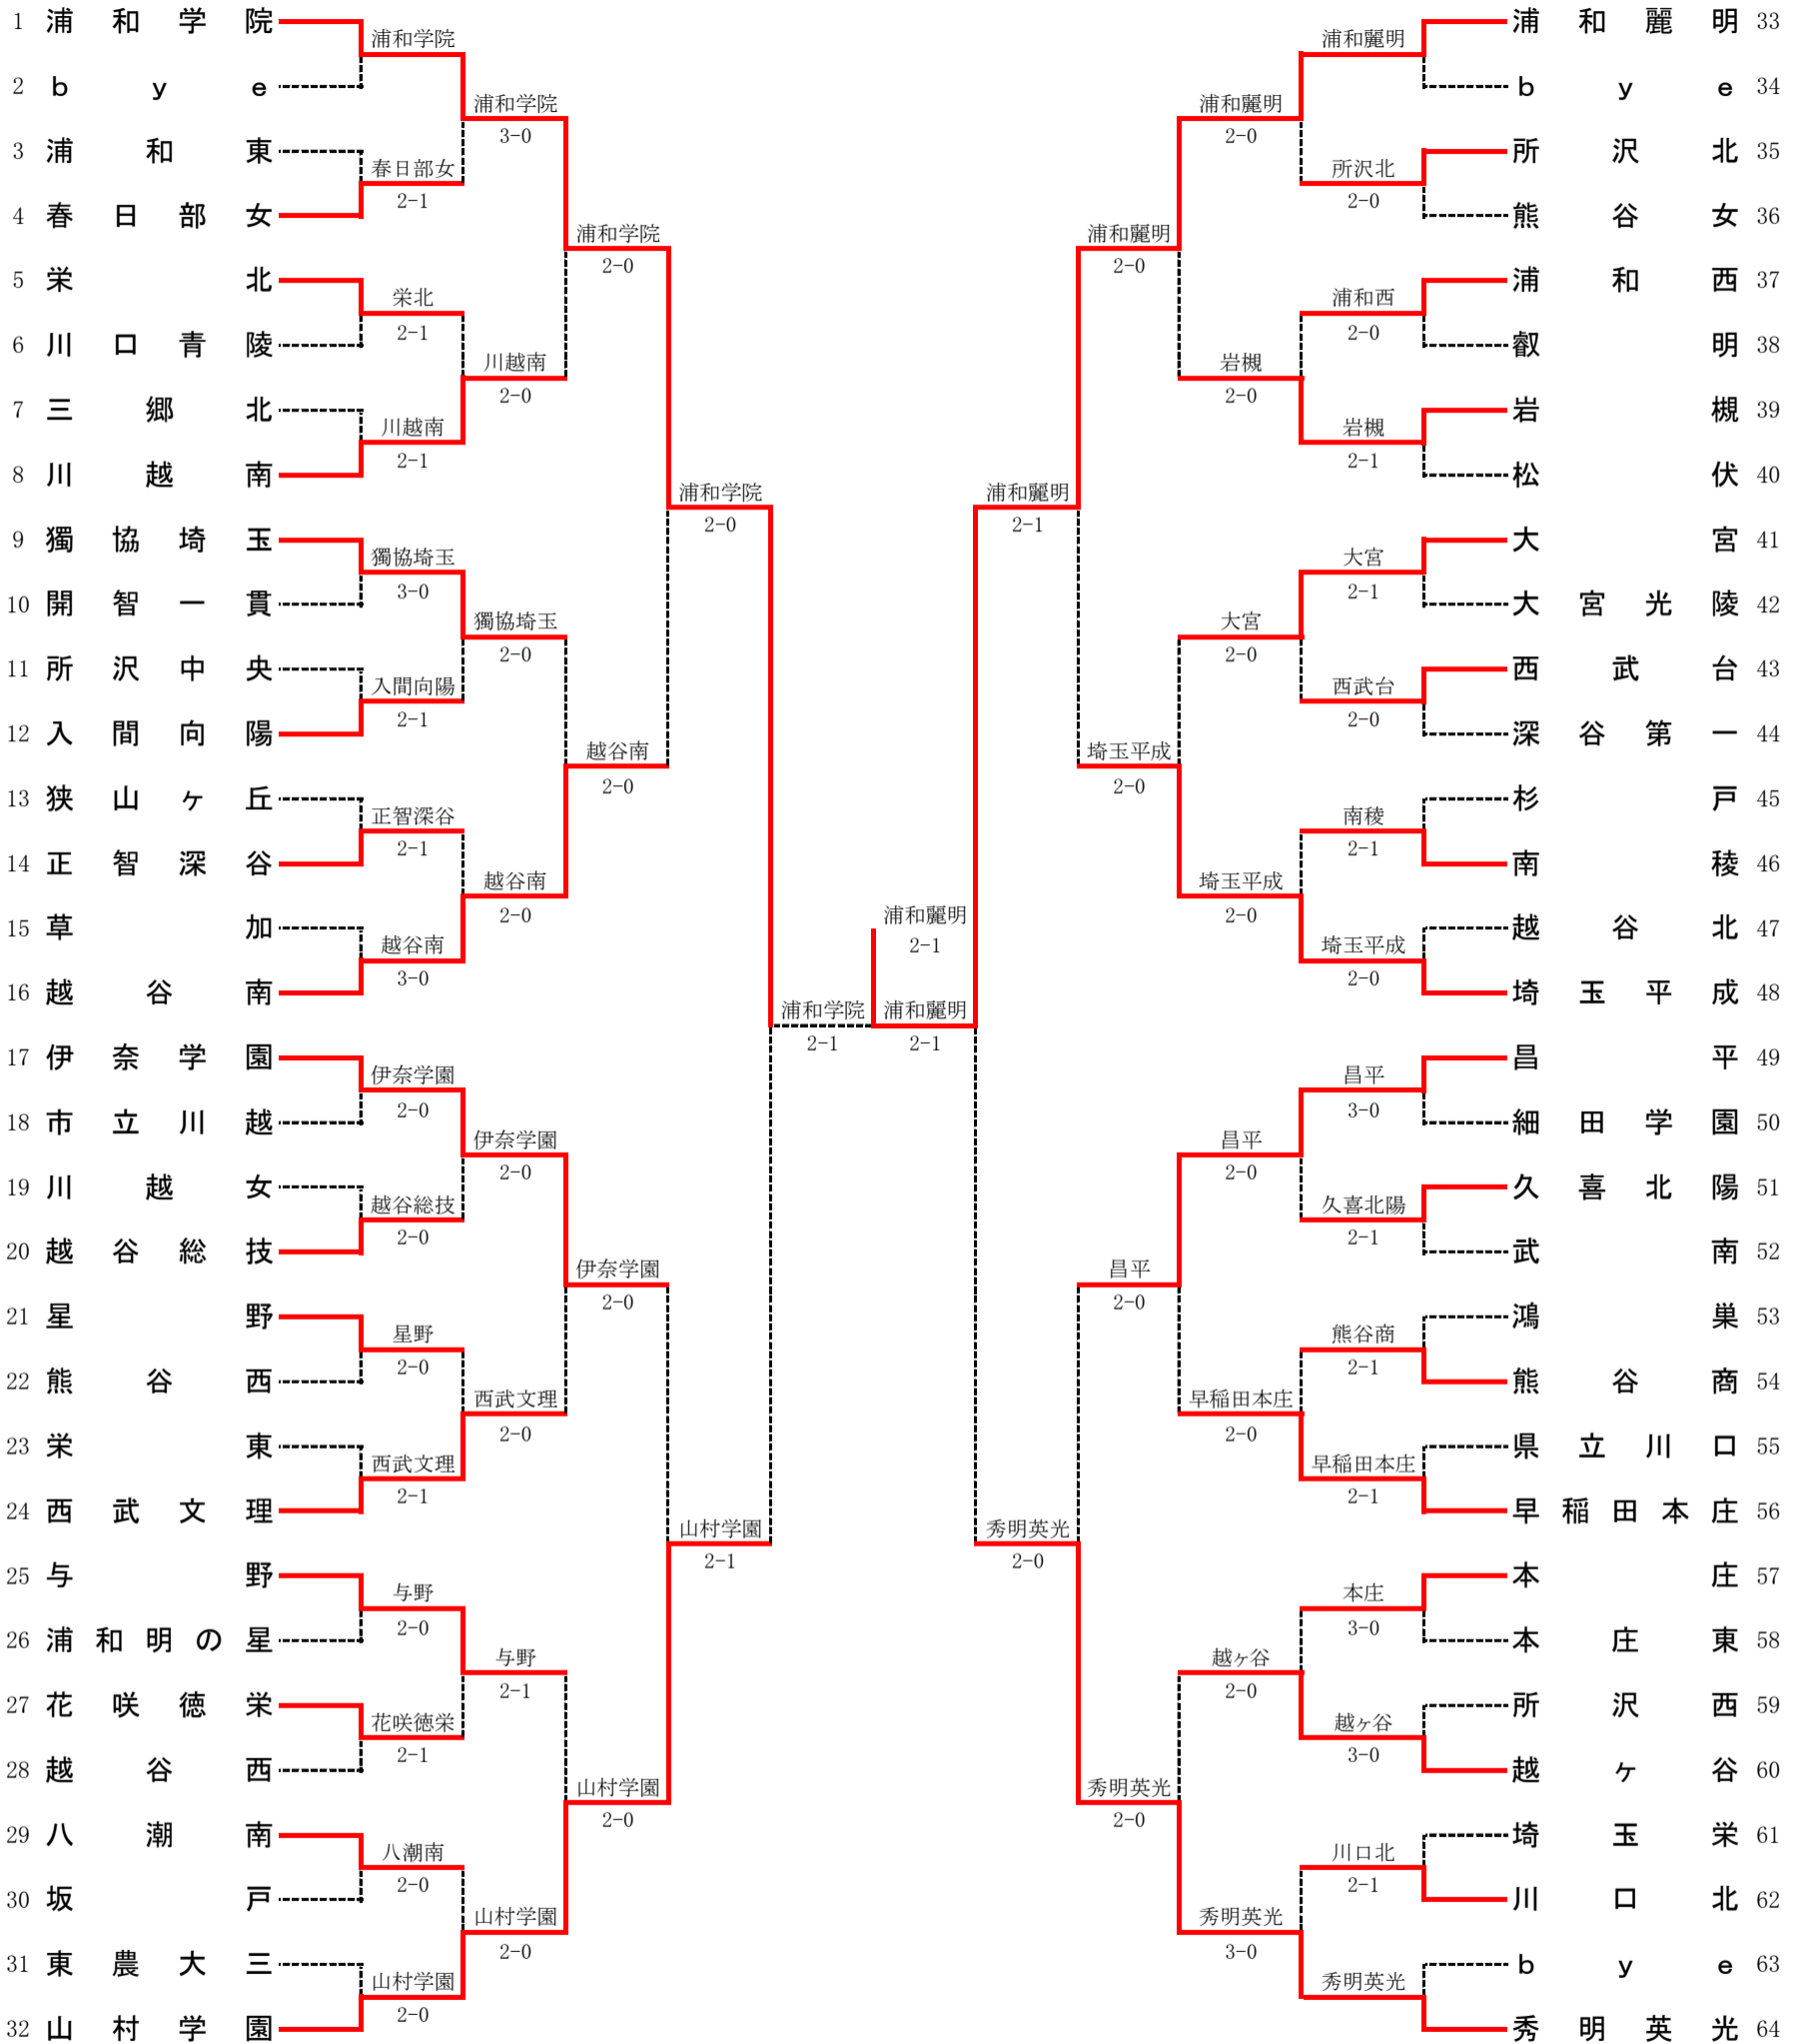 1 浦和学院
2 bye
3 浦和東
4 春日部女
5 栄北
6 川口青陵
7 三郷北
8 川越南
9 獨協埼玉
10 開智一貫
11 所沢中央
12 入間向陽
13 狭山ヶ丘
14 正智深谷
15 草加
16 越谷南
17 伊奈学園
18 市立川越
19 川越女
20 越谷総技
21 星野
22 熊谷西
23 栄東
24 西武文理
25 与野
26 浦和明の星
27 花咲徳栄
28 越谷西
29 八潮南
30 坂戸
31 東農大三
32 山村学園
浦和学院
春日部女
2-1
栄北
2-1
川越南
2-1
獨協埼玉
3-0
入間向陽
2-1
正智深谷
2-1
越谷南
3-0
伊奈学園
2-0
越谷総技
2-0
星野
2-0
西武文理
2-1
与野
2-0
花咲徳栄
2-1
八潮南
2-0
山村学園
2-0
浦和学院
3-0
川越南
2-0
獨協埼玉
2-0
越谷南
2-0
伊奈学園
2-0
西武文理
2-0
与野
2-1
山村学園
2-0
浦和学院
2-0
越谷南
2-0
伊奈学園
2-0
山村学園
2-0
浦和学院
2-0
山村学園
2-1
浦和学院
2-1
浦和麗明
2-1
浦和麗明
2-1
浦和麗明
2-1
秀明英光
2-0
浦和麗明
2-0
埼玉平成
2-0
昌平
2-0
秀明英光
2-0
浦和麗明
2-0
岩槻
2-0
大宮
2-0
埼玉平成
2-0
昌平
2-0
早稲田本庄
2-0
越ヶ谷
2-0
秀明英光
3-0
浦和麗明
所沢北
2-0
浦和西
2-0
岩槻
2-1
大宮
2-1
西武台
2-0
南稜
2-1
埼玉平成
2-0
昌平
3-0
久喜北陽
2-1
熊谷商
2-1
早稲田本庄
2-1
本庄
3-0
越ヶ谷
3-0
川口北
2-1
秀明英光
浦和麗明 33
bye 34
所沢北 35
熊谷女 36
浦和西 37
叡明 38
岩槻 39
松伏 40
大宮 41
大宮光陵 42
西武台 43
深谷第一 44
杉戸 45
南稜 46
越谷北 47
埼玉平成 48
昌平 49
細田学園 50
久喜北陽 51
武南 52
鴻巣 53
熊谷商 54
県立川口 55
早稲田本庄 56
本庄 57
本庄東 58
所沢西 59
越ヶ谷 60
埼玉栄 61
川口北 62
bye 63
秀明英光 64